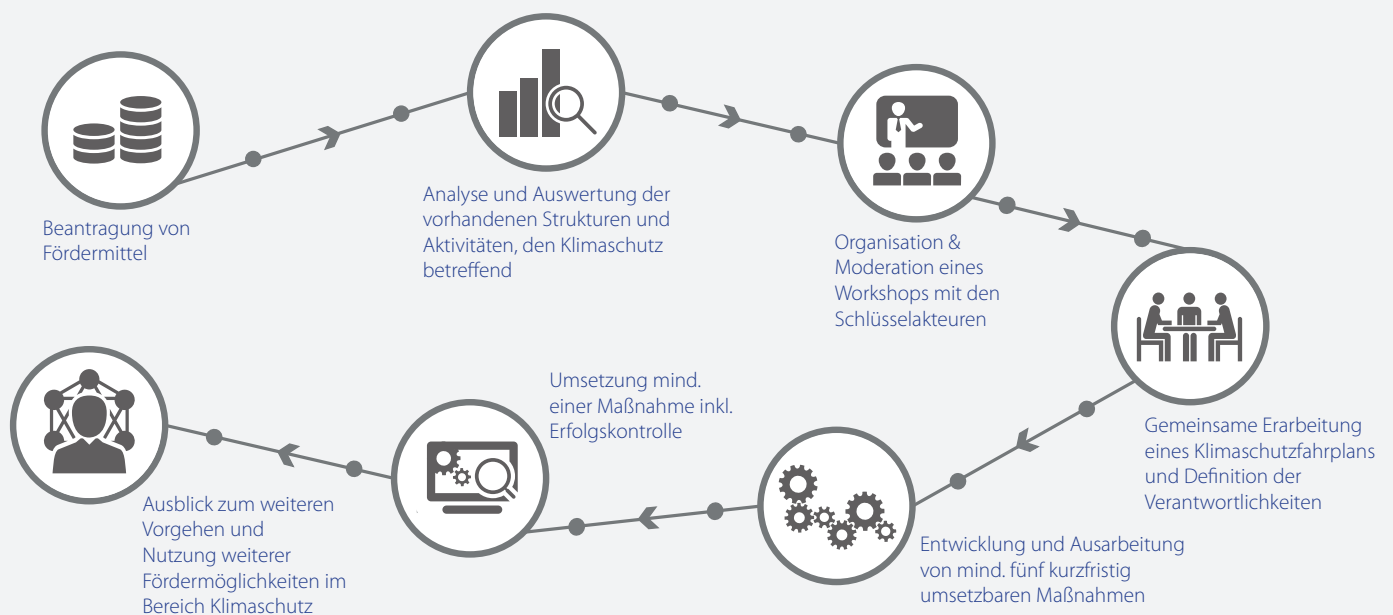 Beantragung von
Fördermittel
Analyse und Auswertung der
vorhandenen Strukturen und
Aktivitäten, den Klimaschutz
betreffend
Organisation &
Moderation eines
Workshops mit den
Schlüsselakteuren
Gemeinsame Erarbeitung
eines Klimaschutzfahrplans
und Definition der
Verantwortlichkeiten
Entwicklung und Ausarbeitung
von mind. fünf kurzfristig
umsetzbaren Maßnahmen
Umsetzung mind.
einer Maßnahme inkl.
Erfolgskontrolle
Ausblick zum weiteren
Vorgehen und
Nutzung weiterer
Fördermöglichkeiten im
Bereich Klimaschutz